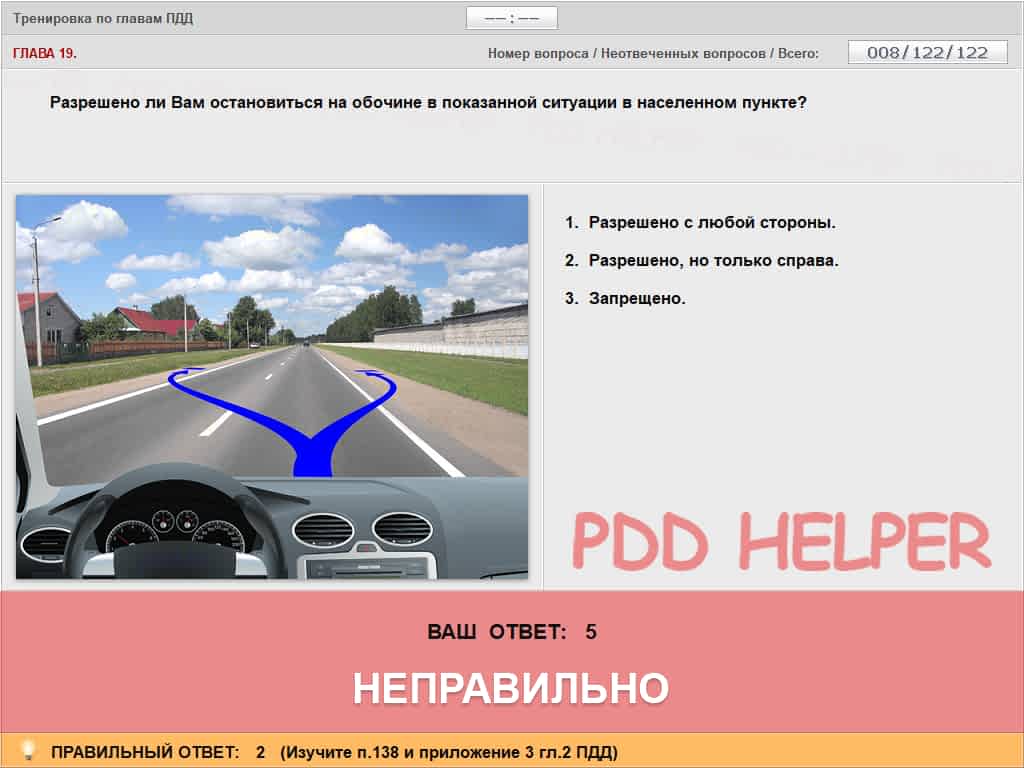 Тренировка по главам ПДД
—— : ——
ГЛАВА 19.
Номер вопроса / Неотвеченных вопросов / Всего: 008/122/122
Разрешено ли Вам остановиться на обочине в показанной ситуации в населенном пункте?
1. Разрешено с любой стороны.
2. Разрешено, но только справа.
3. Запрещено.
PDD HELPER
ВАШ ОТВЕТ: 5
НЕПРАВИЛЬНО
ПРАВИЛЬНЫЙ ОТВЕТ: 2 (Изучите п.138 и приложение 3 гл.2 ПДД)